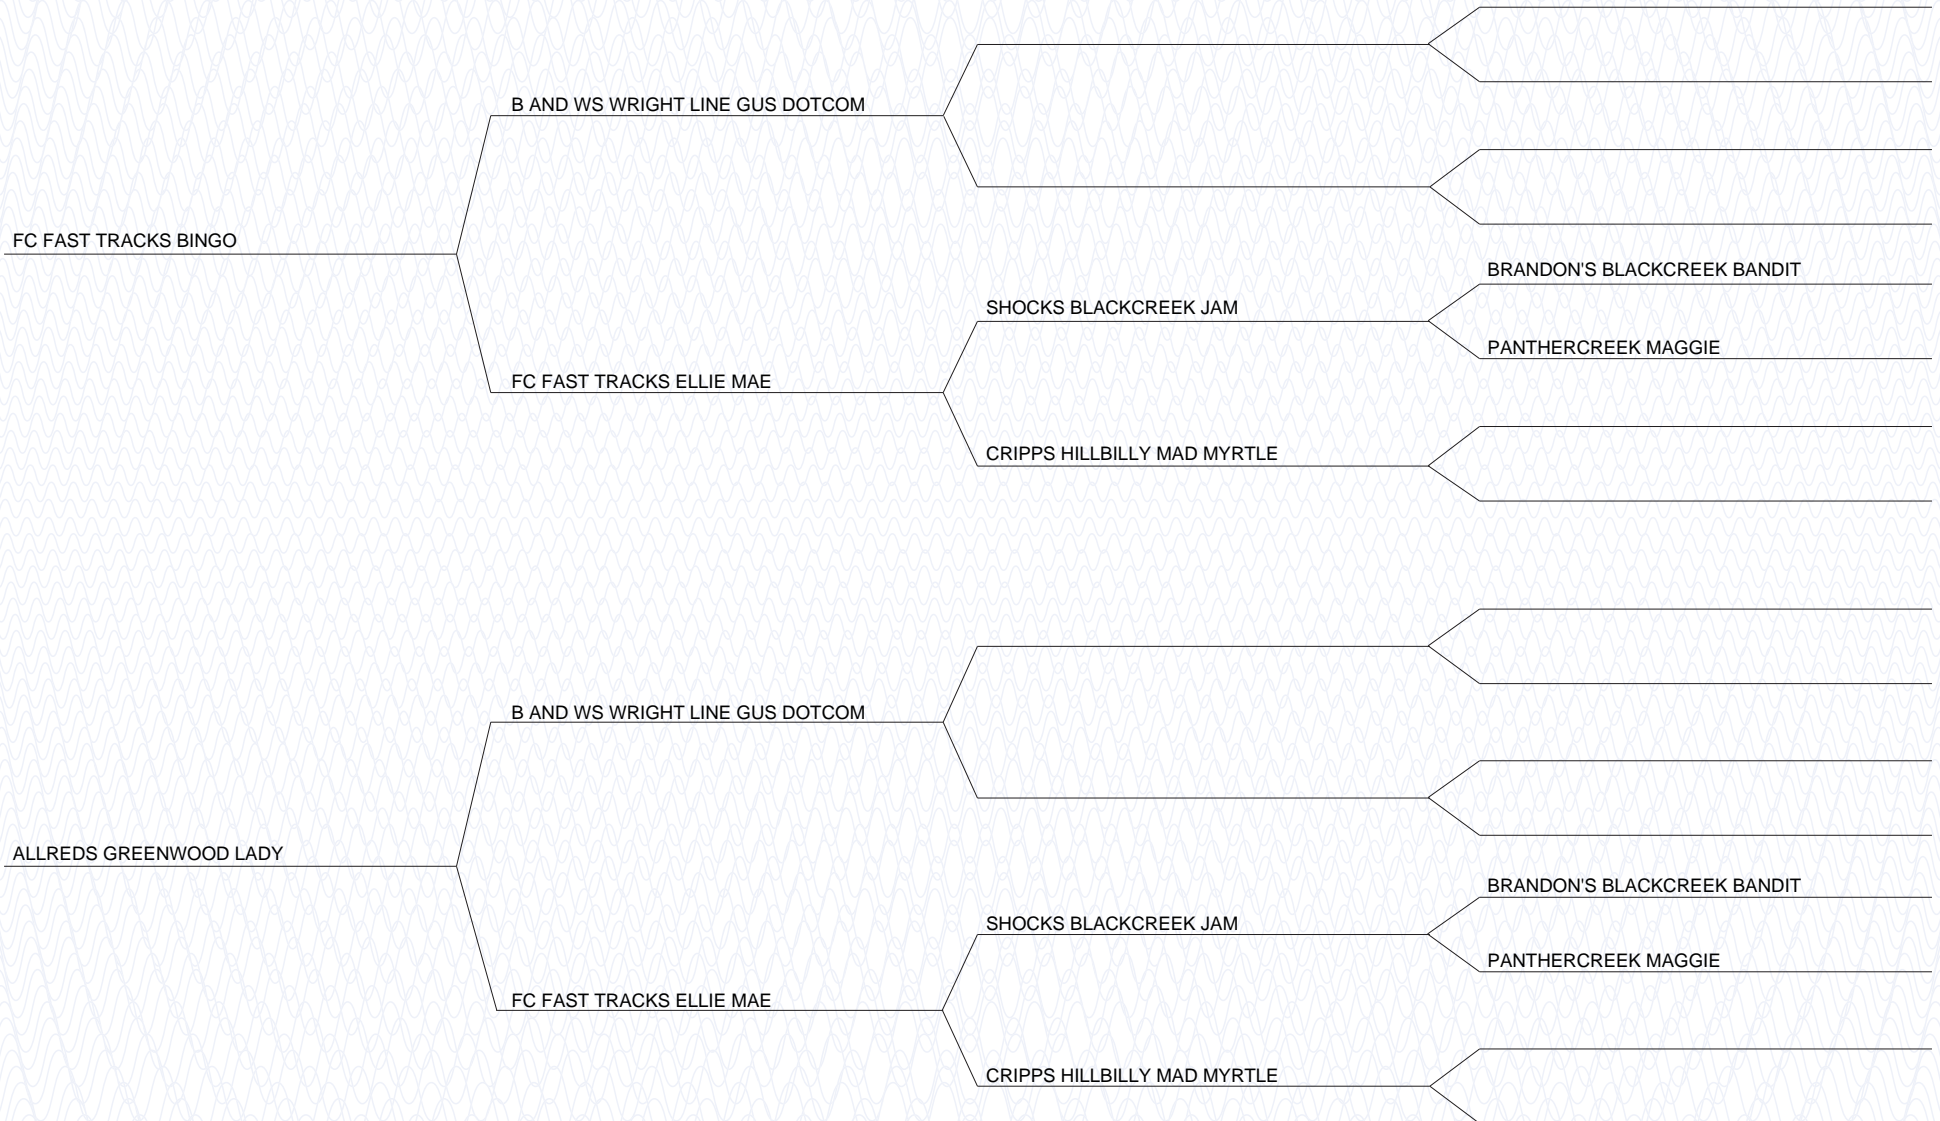 B AND WS WRIGHT LINE GUS DOTCOM
FC FAST TRACKS BINGO
BRANDON'S BLACKCREEK BANDIT
SHOCKS BLACKCREEK JAM
PANTHERCREEK MAGGIE
FC FAST TRACKS ELLIE MAE
CRIPPS HILLBILLY MAD MYRTLE
B AND WS WRIGHT LINE GUS DOTCOM
ALLREDS GREENWOOD LADY
BRANDON'S BLACKCREEK BANDIT
SHOCKS BLACKCREEK JAM
PANTHERCREEK MAGGIE
FC FAST TRACKS ELLIE MAE
CRIPPS HILLBILLY MAD MYRTLE